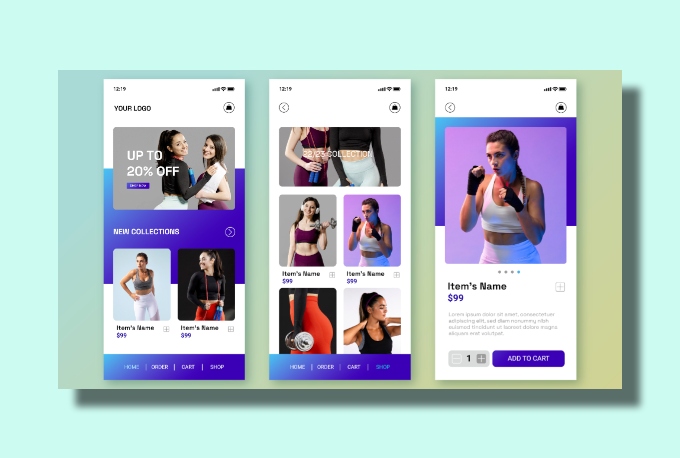 12:19
YOUR LOGO
UP TO
20% OFF
SHOP NOW
NEW COLLECTIONS
Item's Name
$99
Item's Name
$99
HOME | ORDER | CART | SHOP
12:19
22/23 COLLECTION
Item's Name
$99
Item's Name
$99
HOME | ORDER | CART | SHOP
12:19
Item's Name
$99
Lorem ipsum dolor sit amet, consectetuer
adipiscing elit, sed diam nonummy nibh
euismod tincidunt ut laoreet dolore magna
aliquam erat volutpat.
1
ADD TO CART